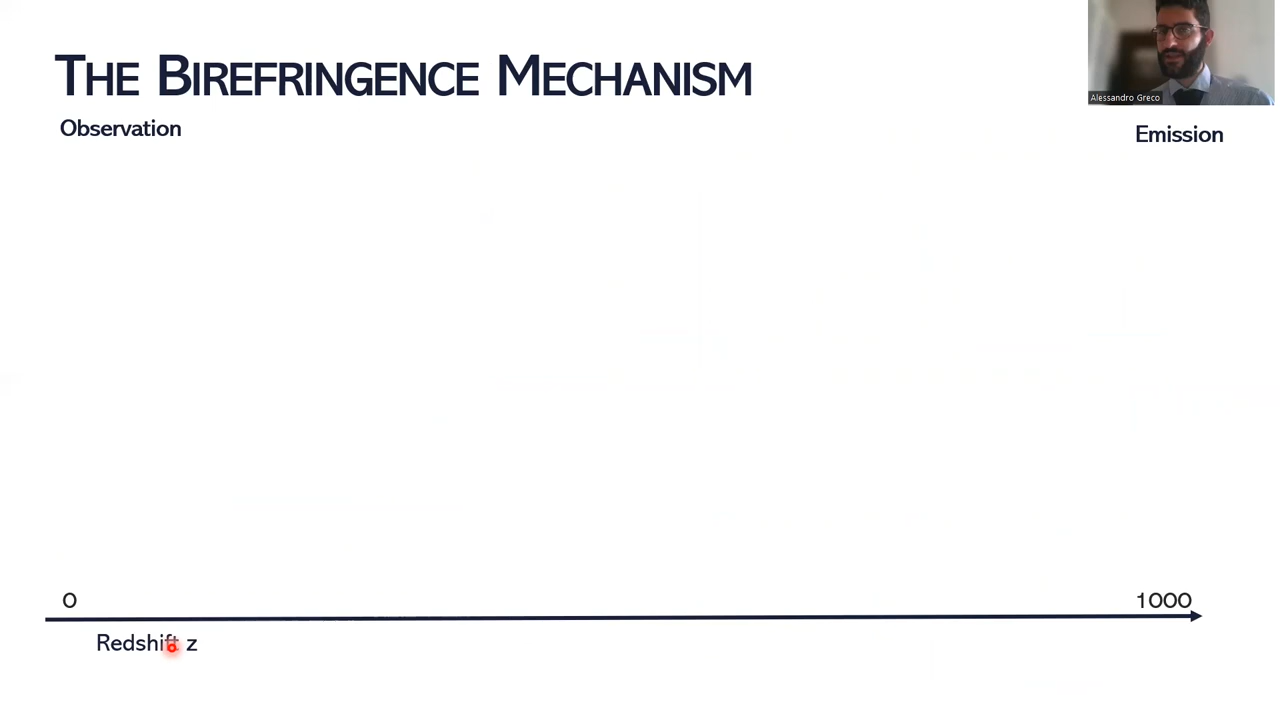 THE BIREFRINGENCE MECHANISM
Alessandro Greco
Observation
Emission
0
1000
Redshift z